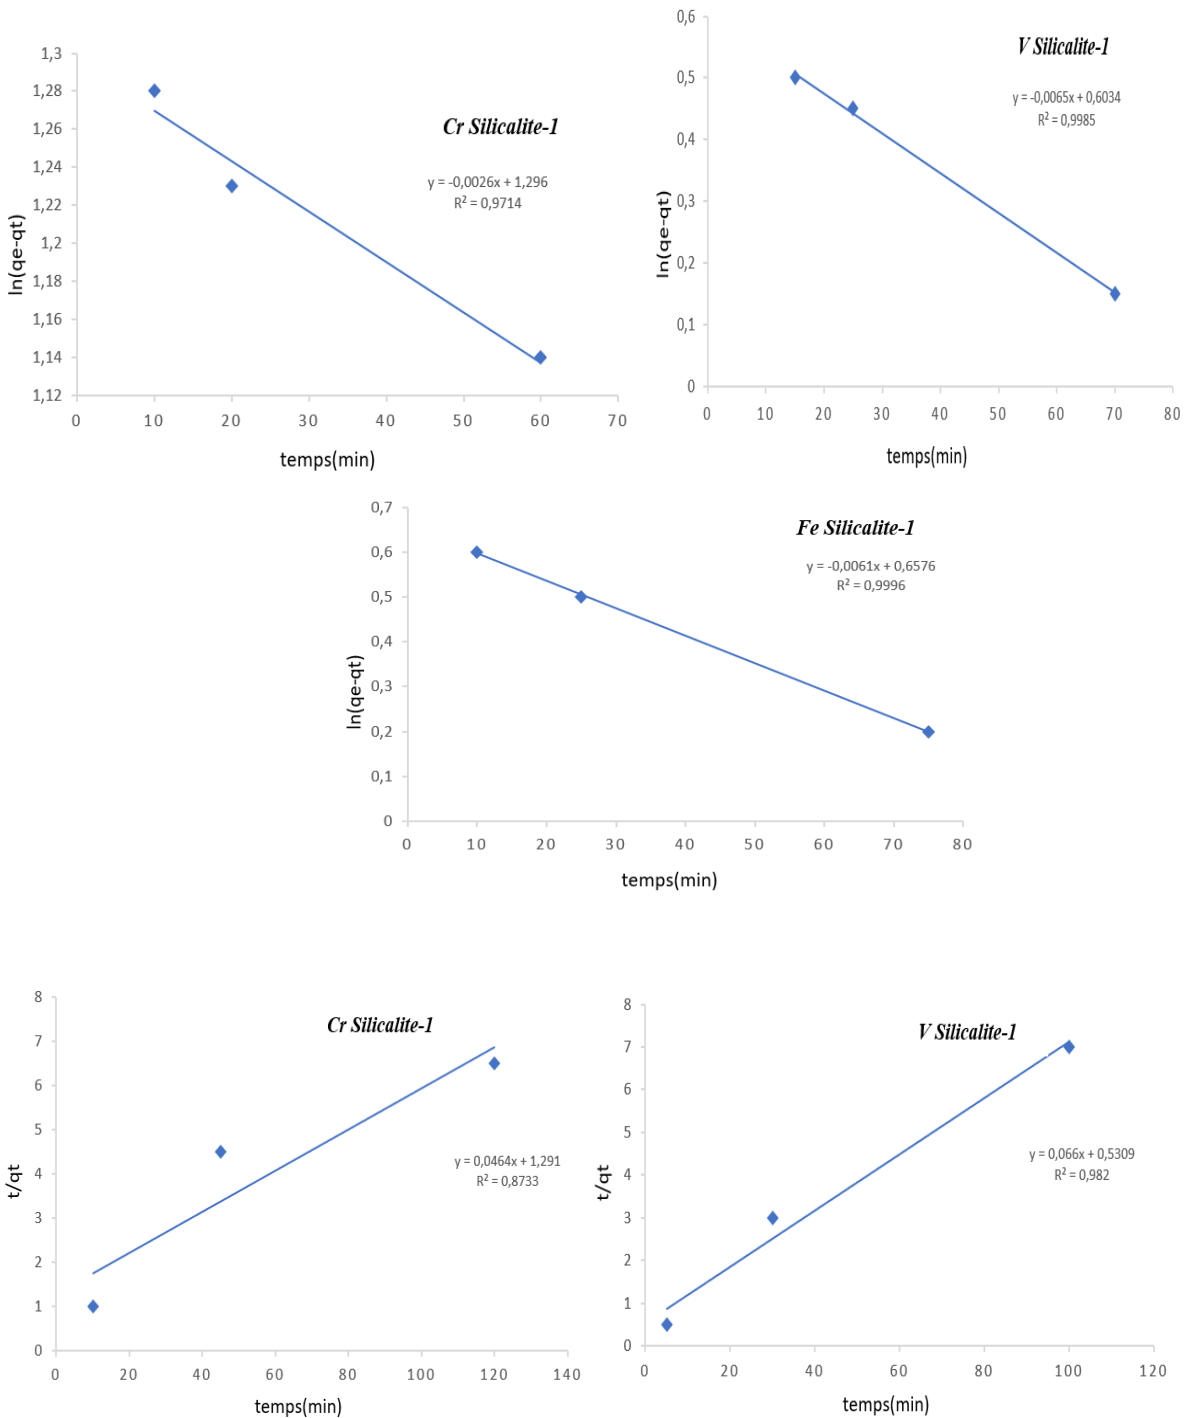 1,3
1,28
1,26
1,24
1,22
1,2
1,18
1,16
1,14
1,12
ln(qe-qt)
Cr Silicalite-1
y = -0,0026x + 1,296
R² = 0,9714
0 10 20 30 40 50 60 70
temps(min)
0,6
0,5
0,4
0,3
0,2
0,1
0
ln(qe-qt)
V Silicalite-1
y = -0,0065x + 0,6034
R² = 0,9985
0 10 20 30 40 50 60 70 80
temps(min)
0,7
0,6
0,5
0,4
0,3
0,2
0,1
0
ln(qe-qt)
Fe Silicalite-1
y = -0,0061x + 0,6576
R² = 0,9996
0 10 20 30 40 50 60 70 80
temps(min)
8
7
6
5
4
3
2
1
0
t/qt
Cr Silicalite-1
y = 0,0464x + 1,291
R² = 0,8733
0 20 40 60 80 100 120 140
temps(min)
8
7
6
5
4
3
2
1
0
t/qt
V Silicalite-1
y = 0,066x + 0,5309
R² = 0,982
0 20 40 60 80 100 120
temps(min)